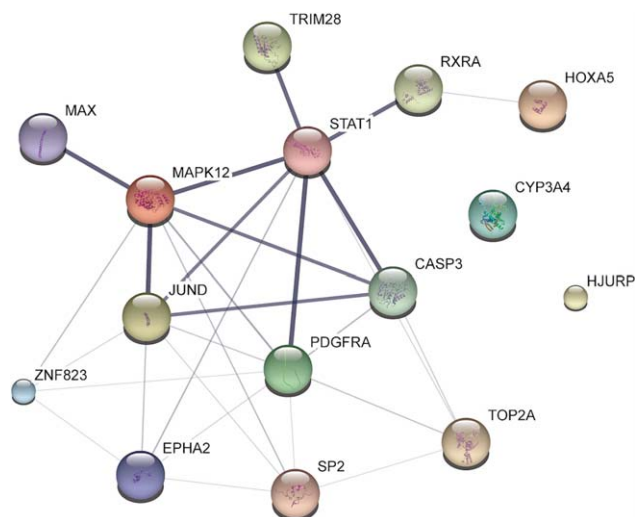 TRIM28
RXRA
HOXA5
MAX
STAT1
MAPK12
CYP3A4
CASP3
HJURP
JUND
PDGFRA
ZNF823
TOP2A
EPHA2
SP2